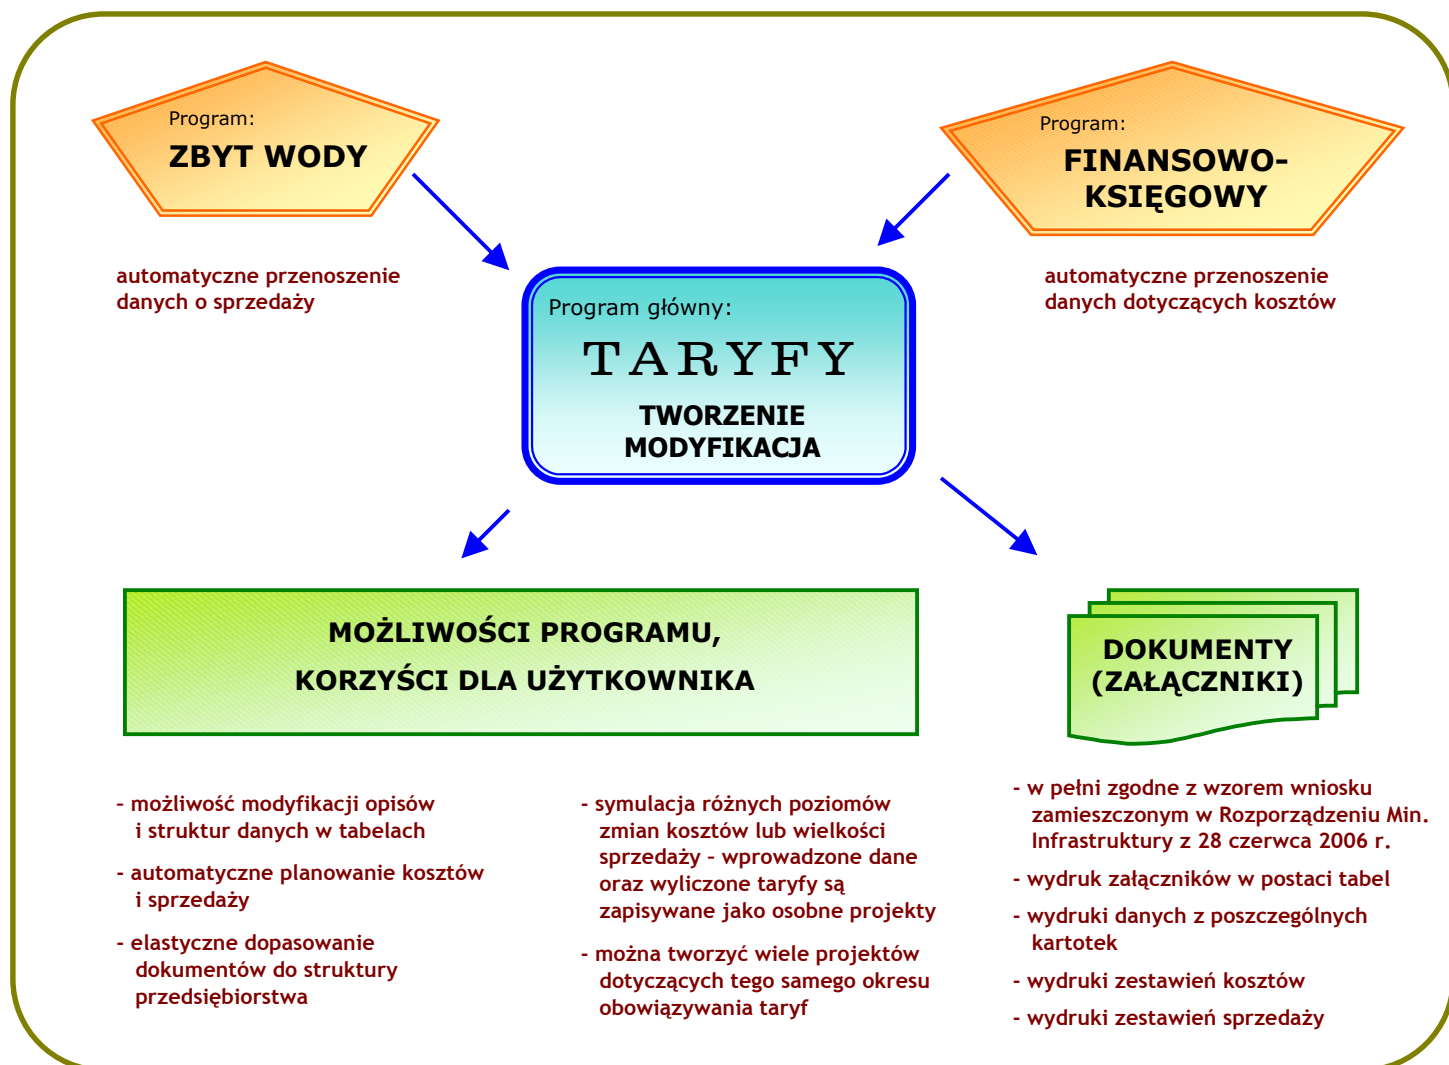 Program:
ZBYT WODY
automatyczne przenoszenie
danych o sprzedaży
Program:
FINANSOWO-
KSIĘGOWY
automatyczne przenoszenie
danych dotyczących kosztów
Program główny:
TARYFY
TWORZENIE
MODYFIKACJA
MOŻLIWOŚCI PROGRAMU,
KORZYŚCI DLA UŻYTKOWNIKA
- możliwość modyfikacji opisów
i struktur danych w tabelach
- automatyczne planowanie kosztów
i sprzedaży
- elastyczne dopasowanie
dokumentów do struktury
przedsiębiorstwa
- symulacja różnych poziomów
zmian kosztów lub wielkości
sprzedaży – wprowadzone dane
oraz wyliczone taryfy są
zapisywane jako osobne projekty
- można tworzyć wiele projektów
dotyczących tego samego okresu
obowiązywania taryf
DOKUMENTY
(ZAŁĄCZNIKI)
- w pełni zgodne z wzorem wniosku
zamieszczonym w Rozporządzeniu Min.
Infrastruktury z 28 czerwca 2006 r.
- wydruk załączników w postaci tabel
- wydruki danych z poszczególnych
kartotek
- wydruki zestawień kosztów
- wydruki zestawień sprzedaży